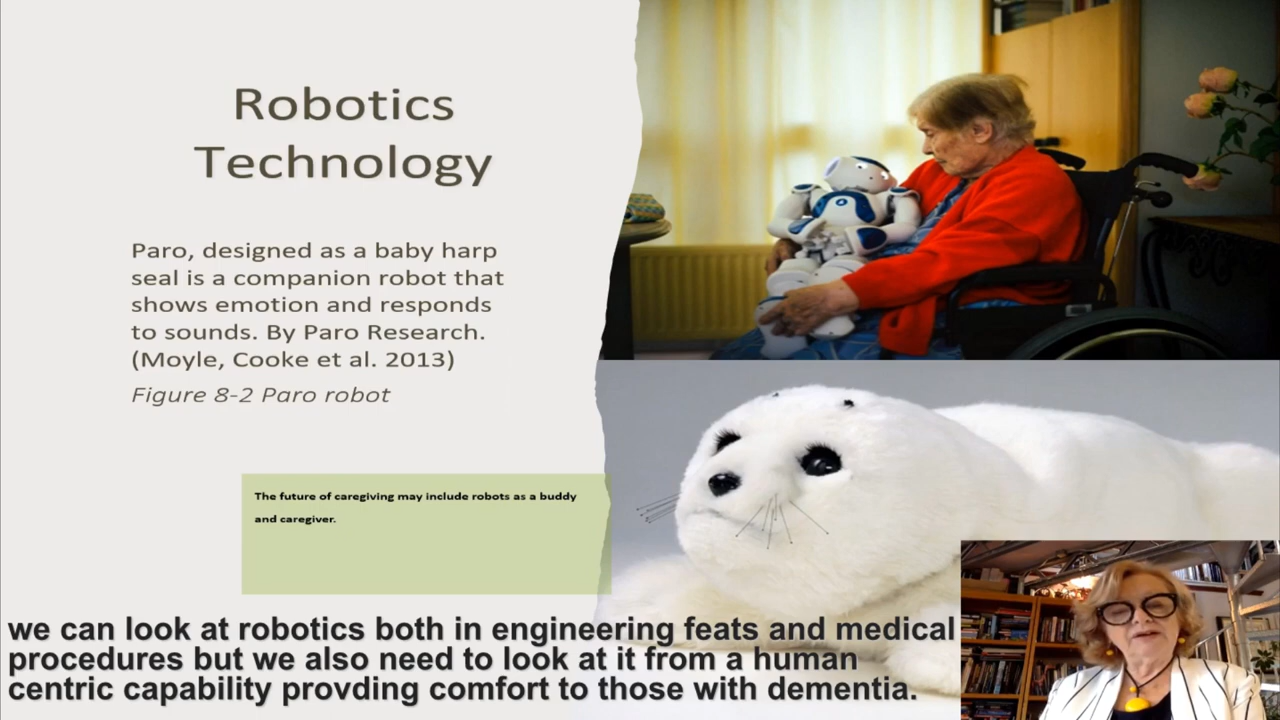 Robotics
Technology
Paro, designed as a baby harp
seal is a companion robot that
shows emotion and responds
to sounds. By Paro Research.
(Moyle, Cooke et al. 2013)
Figure 8-2 Paro robot
The future of caregiving may include robots as a buddy
and caregiver.
we can look at robotics both in engineering feats and medical
procedures but we also need to look at it from a human
centric capability provding comfort to those with dementia.